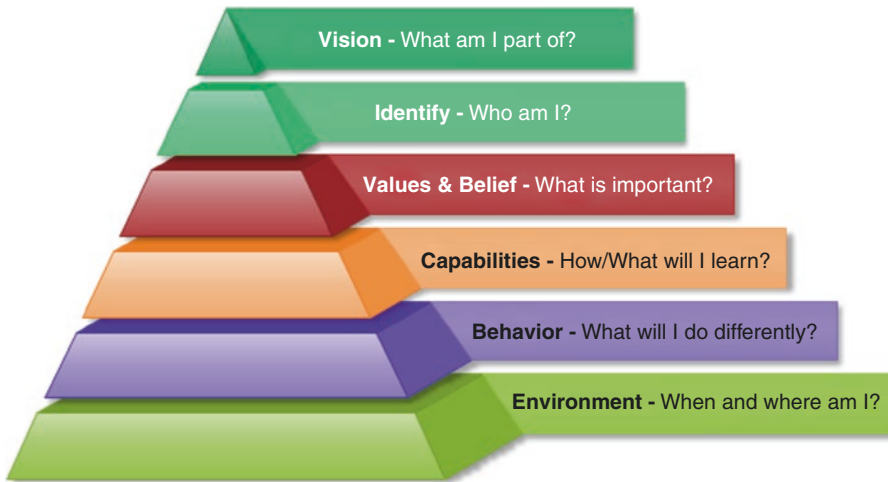 Vision - What am I part of?
Identify - Who am I?
Values & Belief - What is important?
Capabilities - How/What will I learn?
Behavior - What will I do differently?
Environment - When and where am I?